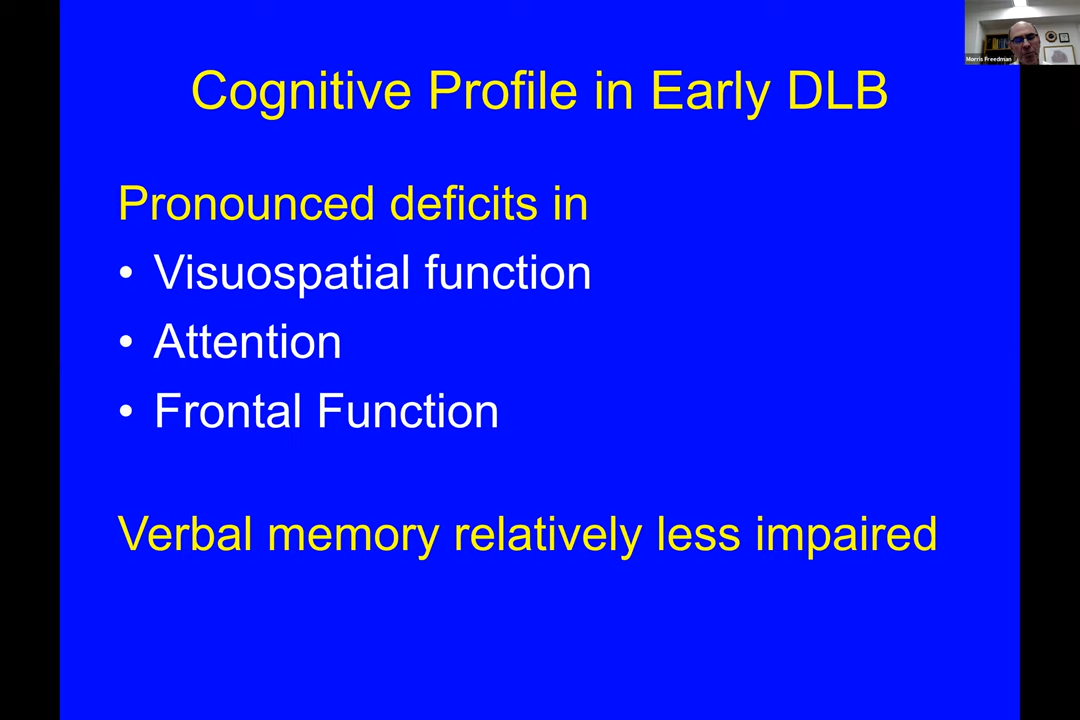 Cognitive Profile in Early DLB
Morris Freedman
Pronounced deficits in
• Visuospatial function
• Attention
• Frontal Function
Verbal memory relatively less impaired